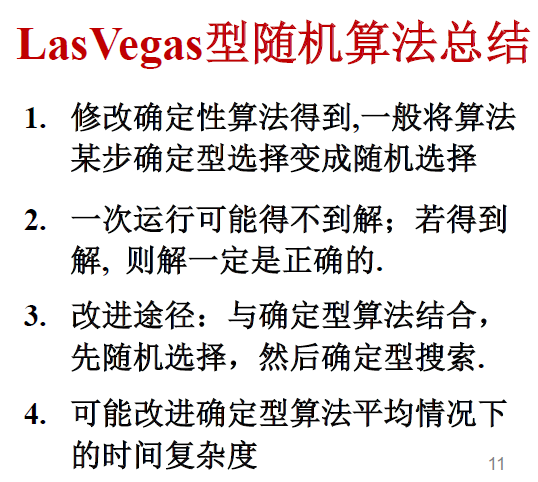 LasVegas型随机算法总结
1. 修改确定性算法得到,一般将算法
某步确定型选择变成随机选择
2. 一次运行可能得不到解；若得到
解, 则解一定是正确的.
3. 改进途径：与确定型算法结合，
先随机选择，然后确定型搜索.
4. 可能改进确定型算法平均情况下
的时间复杂度
11